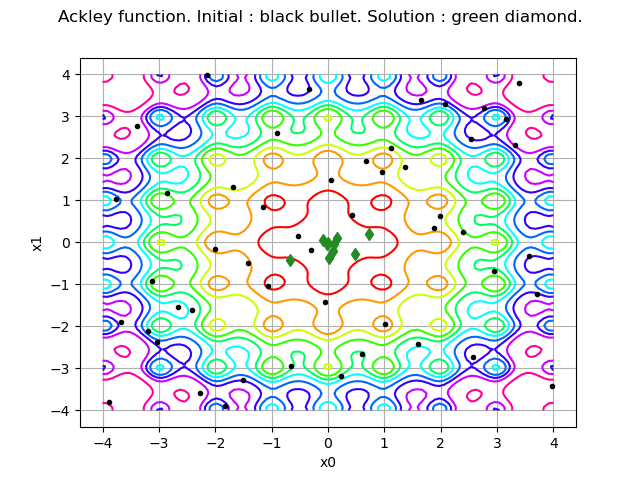 Ackley function. Initial : black bullet. Solution : green diamond.
4
3
2
1
0
−1
−2
−3
−4
x1
−4 −3 −2 −1 0 1 2 3 4
x0